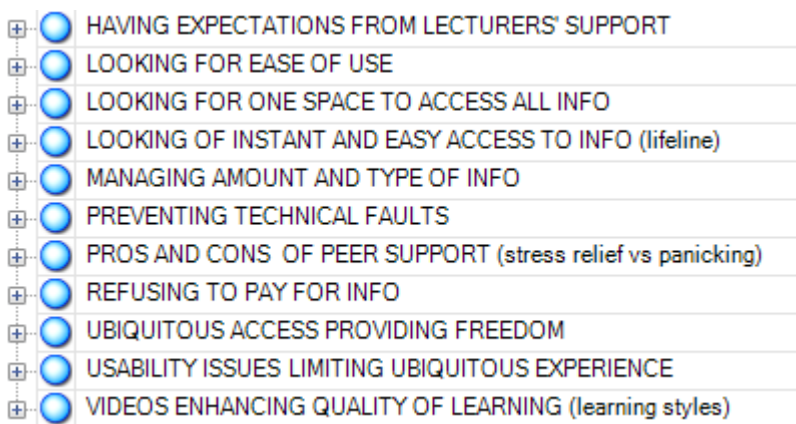 HAVING EXPECTATIONS FROM LECTURERS' SUPPORT
LOOKING FOR EASE OF USE
LOOKING FOR ONE SPACE TO ACCESS ALL INFO
LOOKING OF INSTANT AND EASY ACCESS TO INFO (lifeline)
MANAGING AMOUNT AND TYPE OF INFO
PREVENTING TECHNICAL FAULTS
PROS AND CONS  OF PEER SUPPORT (stress relief vs panicking)
REFUSING TO PAY FOR INFO
UBIQUITOUS ACCESS PROVIDING FREEDOM
USABILITY ISSUES LIMITING UBIQUITOUS EXPERIENCE
VIDEOS ENHANCING QUALITY OF LEARNING (learning styles)